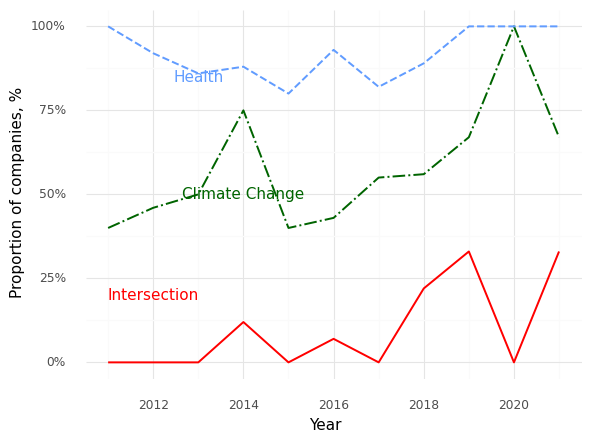 100%
Health
75%
Climate Change
50%
25%
Intersection
0%
Proportion of companies, %
2012 2014 2016 2018 2020
Year